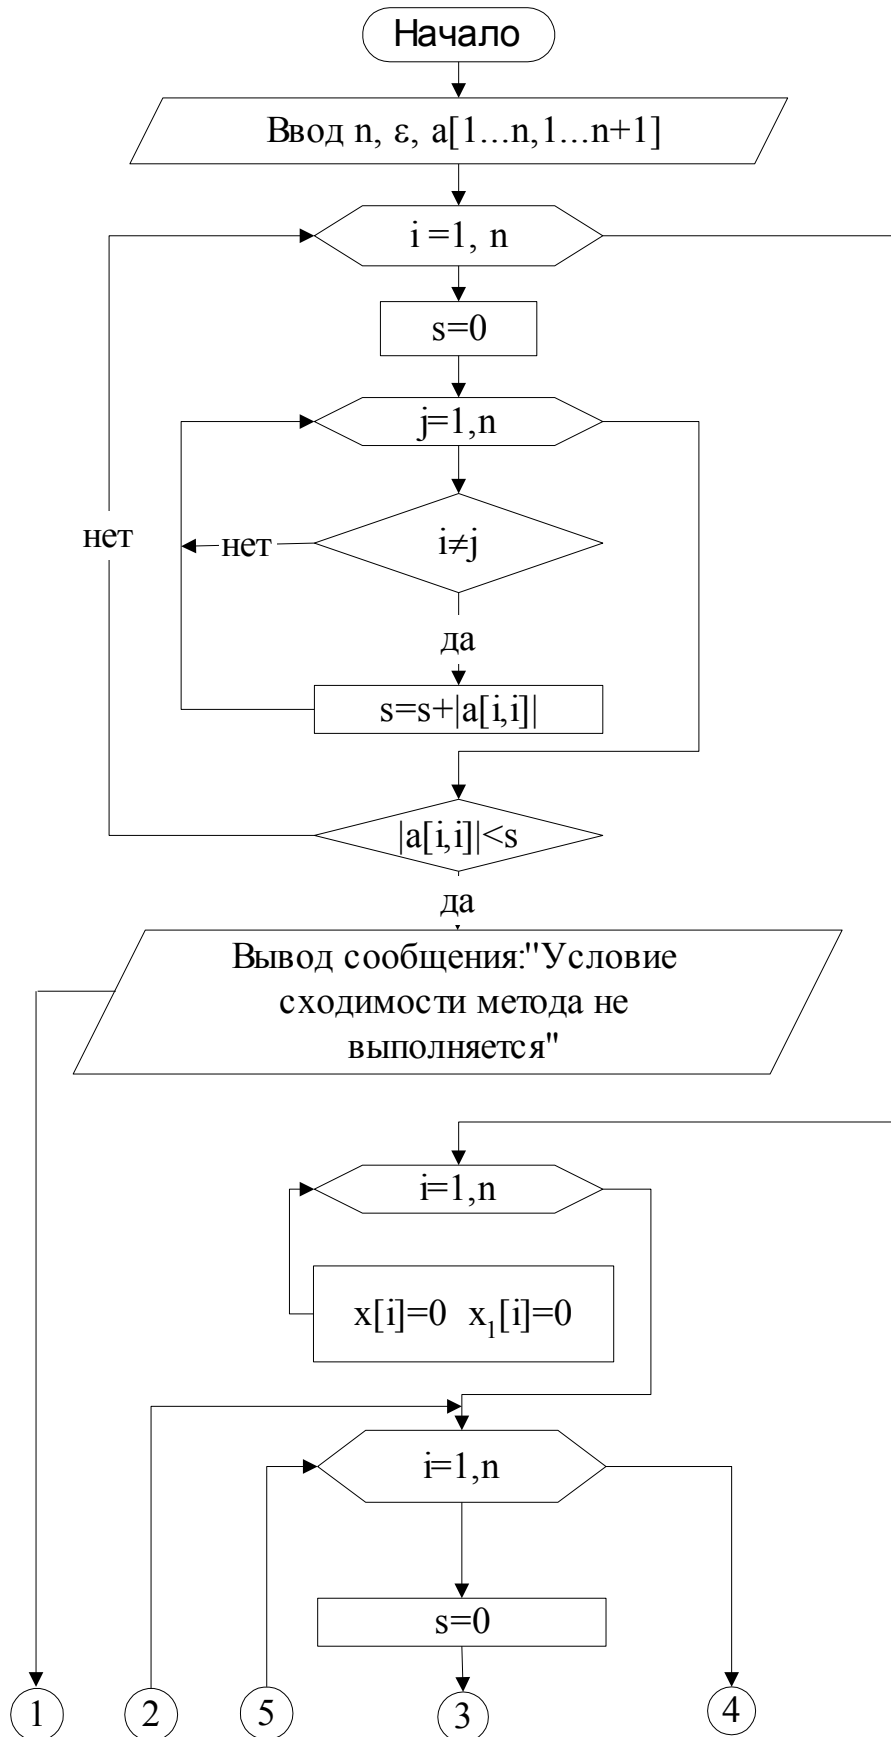 Начало
Ввод n, ε, a[1...n,1...n+1]
i =1, n
s=0
j=1,n
нет
нет
i≠j
да
s=s+|a[i,i]|
|a[i,i]|<s
да
Вывод сообщения:"Условие
сходимости метода не
выполняется"
i=1,n
x[i]=0 x₁[i]=0
i=1,n
s=0
1
2
5
3
4